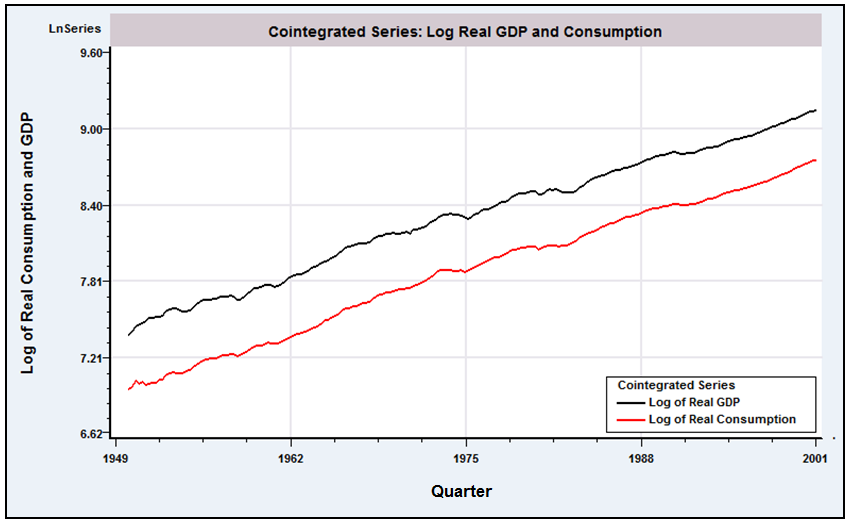 LnSeries
Cointegrated Series: Log Real GDP and Consumption
9.60
9.00
8.40
7.81
7.21
6.62
Log of Real Consumption and GDP
Cointegrated Series
Log of Real GDP
Log of Real Consumption
1949
1962
1975
1988
2001
Quarter